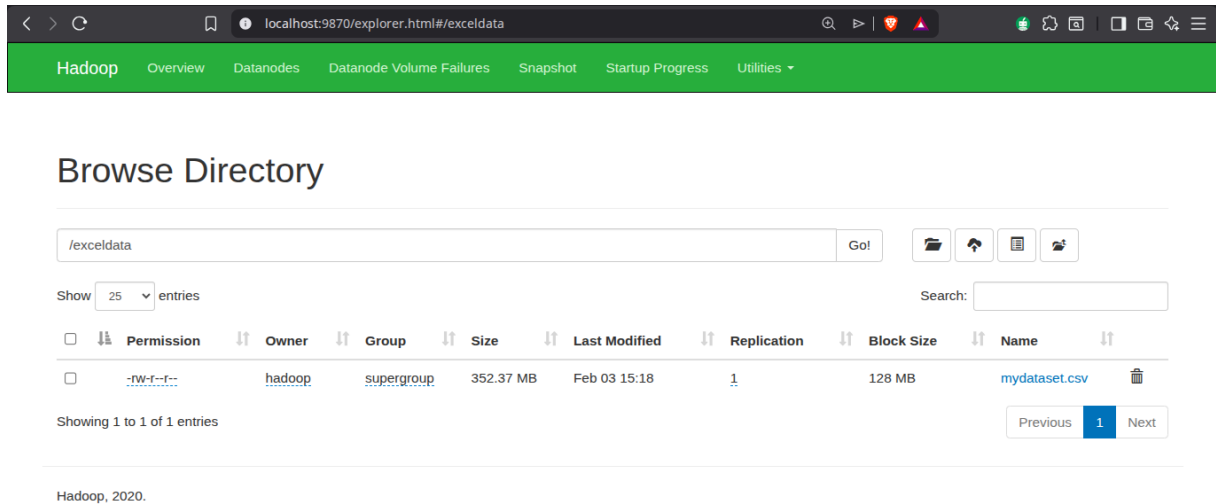 localhost:9870/explorer.html#/exceldata
Hadoop Overview Datanodes Datanode Volume Failures Snapshot Startup Progress Utilities
Browse Directory
/exceldata Go!
Show 25 entries Search:
Permission Owner Group Size Last Modified Replication Block Size Name
-rw-r--r-- hadoop supergroup 352.37 MB Feb 03 15:18 1 128 MB mydataset.csv
Showing 1 to 1 of 1 entries Previous 1 Next
Hadoop, 2020.